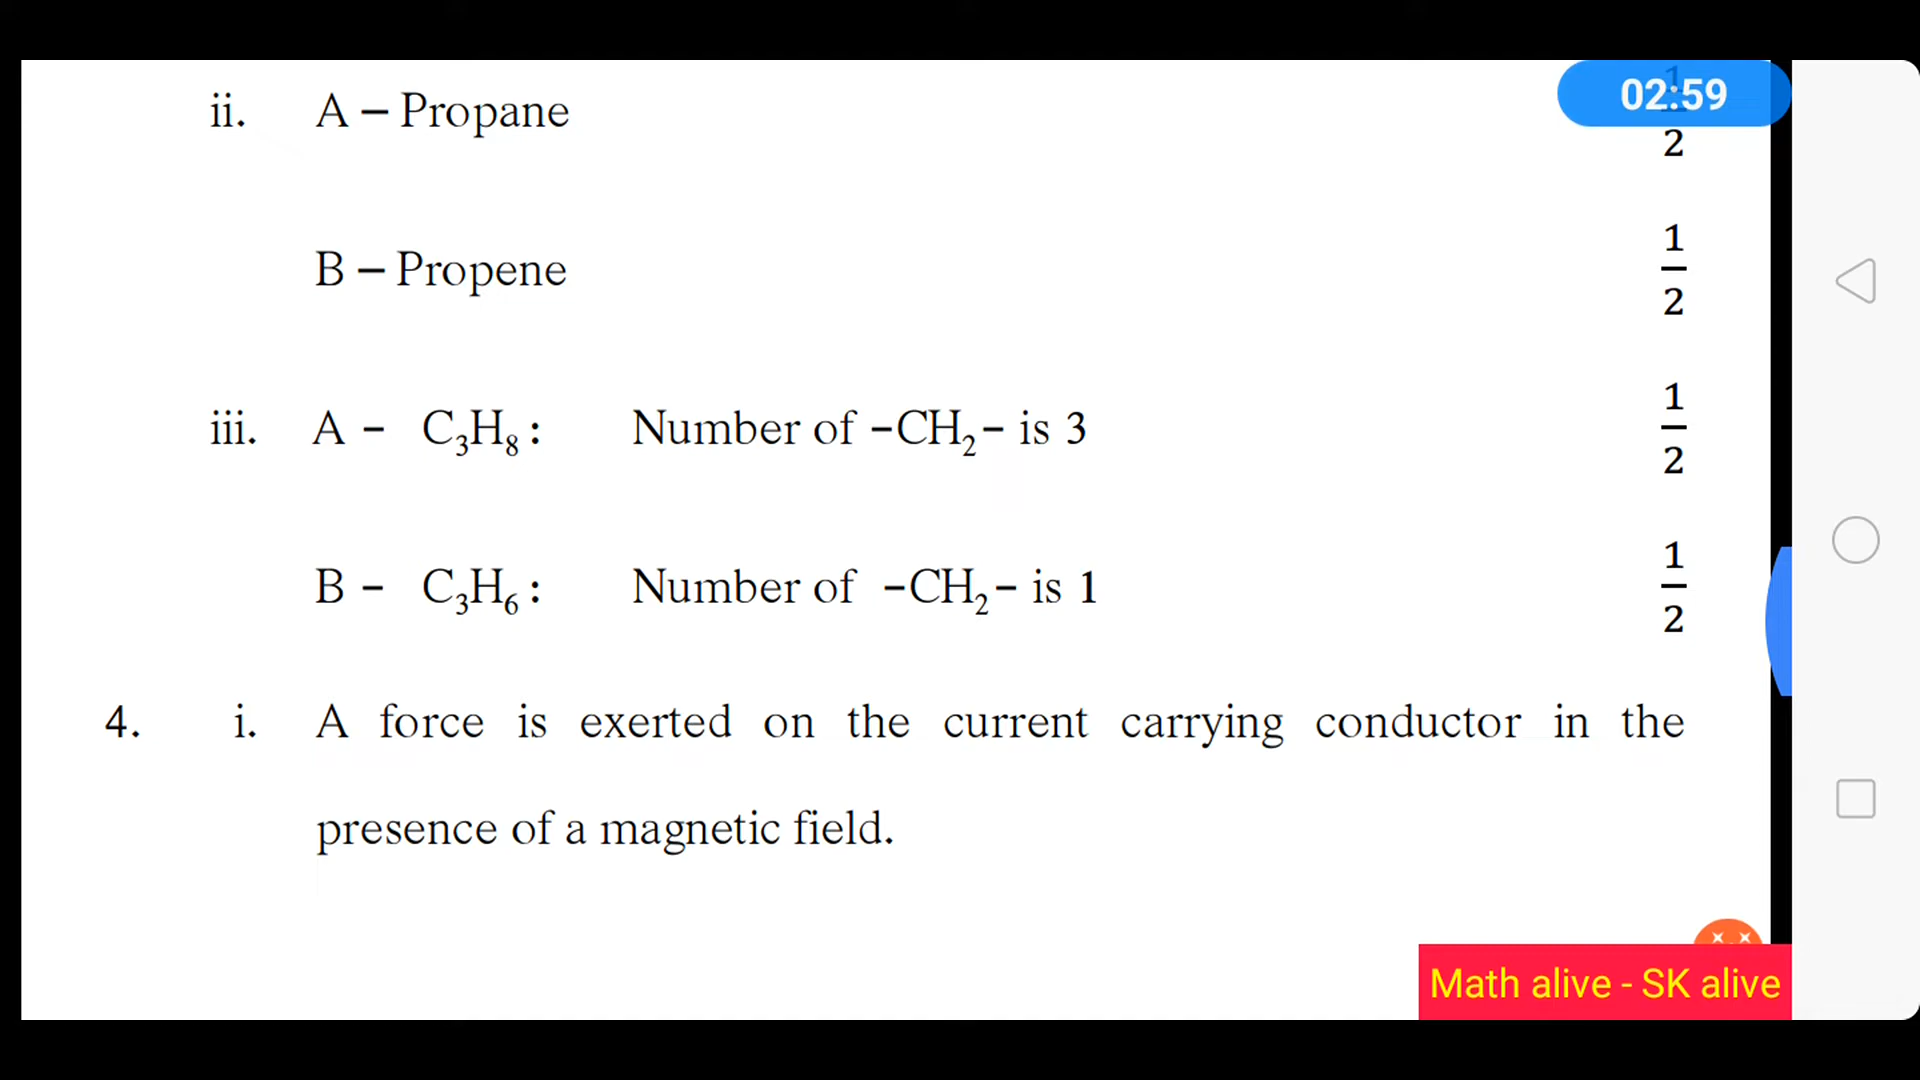 02:59
ii. A – Propane 1/2
B – Propene 1/2
iii. A - C₃H₈ : Number of -CH₂- is 3 1/2
B - C₃H₆ : Number of -CH₂- is 1 1/2
4. i. A force is exerted on the current carrying conductor in the
presence of a magnetic field.
Math alive - SK alive